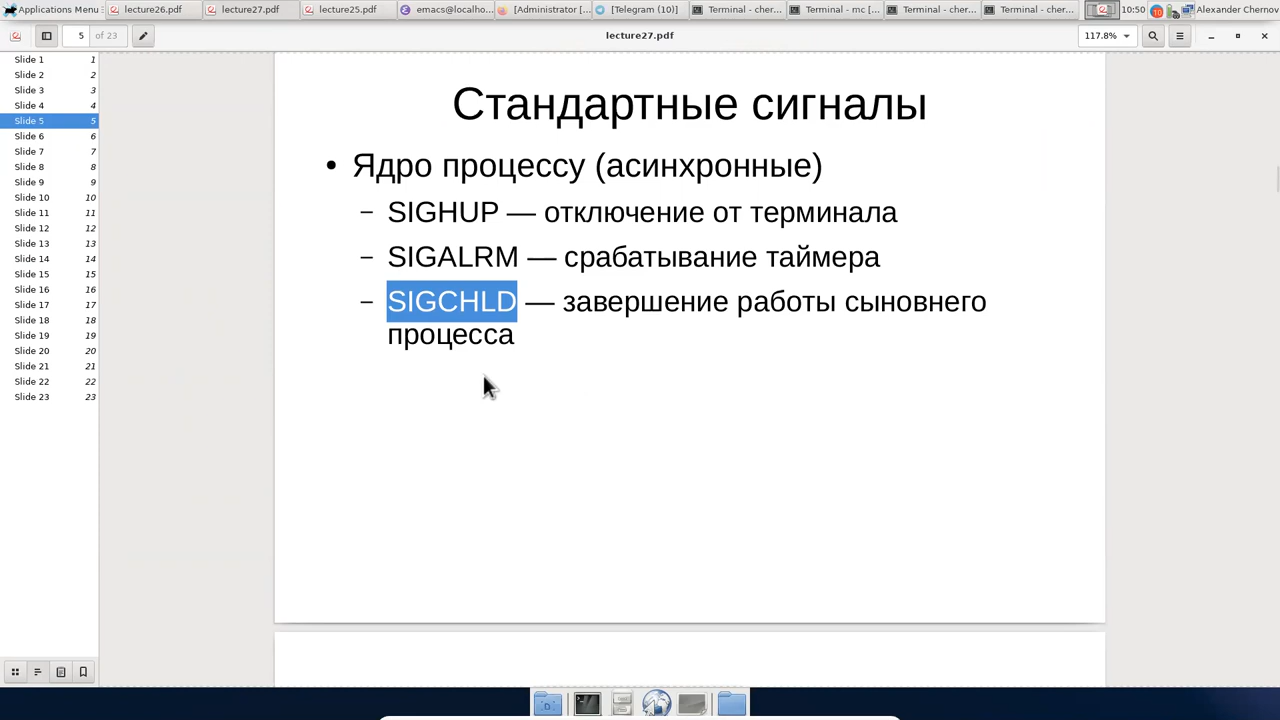 Applications Menu
lecture26.pdf
lecture27.pdf
lecture25.pdf
emacs@localho...
[Administrator [...
[Telegram (10)]
Terminal - cher...
Terminal - mc [...
Terminal - cher...
Terminal - cher...
10:50
10
Alexander Chernov
5 of 23
lecture27.pdf
117.8%
Slide 1 1
Slide 2 2
Slide 3 3
Slide 4 4
Slide 5 5
Slide 6 6
Slide 7 7
Slide 8 8
Slide 9 9
Slide 10 10
Slide 11 11
Slide 12 12
Slide 13 13
Slide 14 14
Slide 15 15
Slide 16 16
Slide 17 17
Slide 18 18
Slide 19 19
Slide 20 20
Slide 21 21
Slide 22 22
Slide 23 23
Стандартные сигналы
• Ядро процессу (асинхронные)
– SIGHUP — отключение от терминала
– SIGALRM — срабатывание таймера
– SIGCHLD — завершение работы сыновнего
процесса